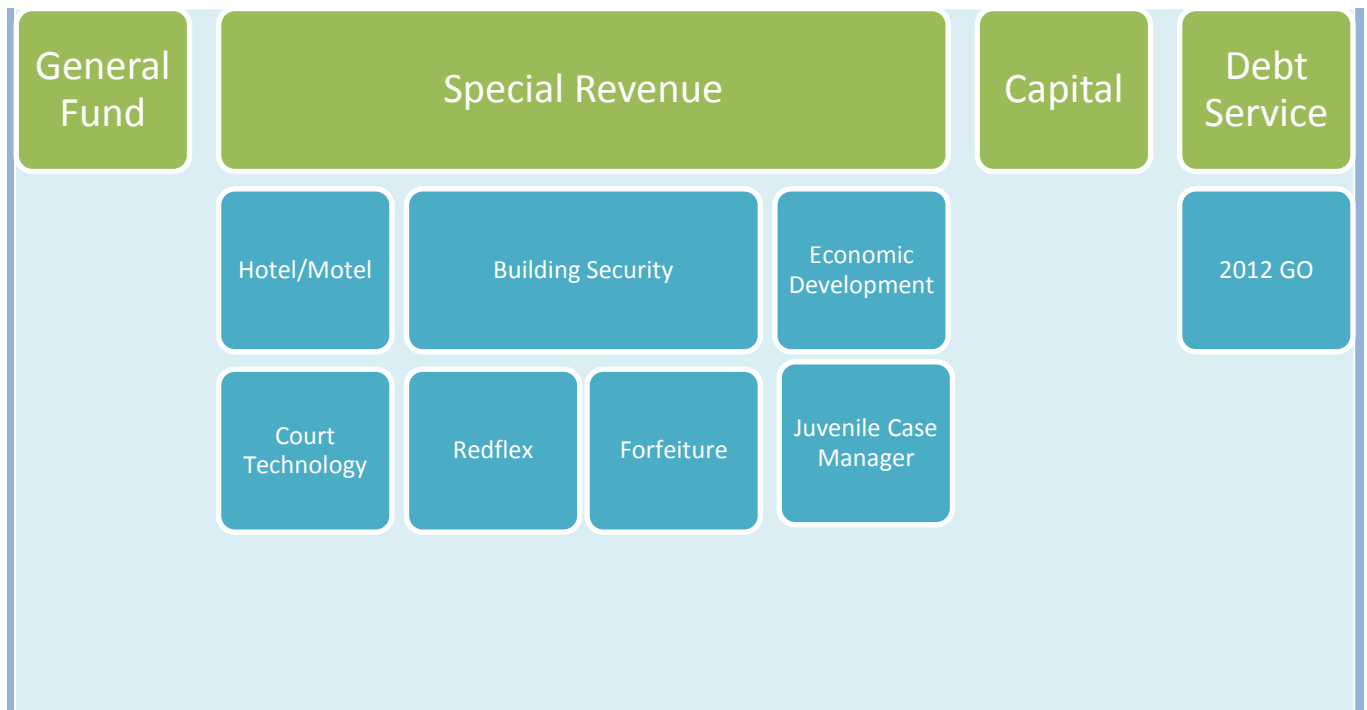 General
Fund
Special Revenue
Capital
Debt
Service
Hotel/Motel
Building Security
Economic
Development
2012 GO
Court
Technology
Redflex
Forfeiture
Juvenile Case
Manager